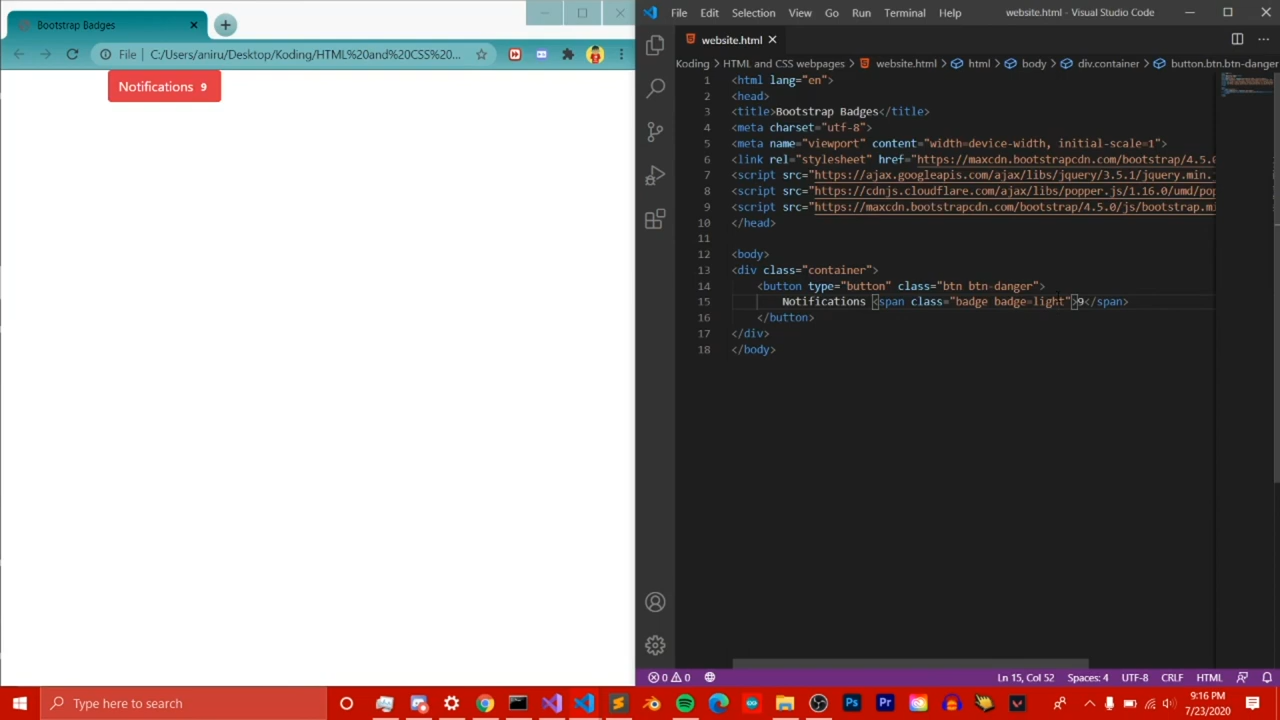 Bootstrap Badges
File | C:/Users/aniru/Desktop/Koding/HTML%20and%20CSS%20...
Notifications 9
File Edit Selection View Go Run Terminal Help website.html - Visual Studio Code
website.html
Koding > HTML and CSS webpages > website.html > html > body > div.container > button.btn.btn-danger
1 <html lang="en">
2 <head>
3 <title>Bootstrap Badges</title>
4 <meta charset="utf-8">
5 <meta name="viewport" content="width=device-width, initial-scale=1">
6 <link rel="stylesheet" href="https://maxcdn.bootstrapcdn.com/bootstrap/4.5.0
7 <script src="https://ajax.googleapis.com/ajax/libs/jquery/3.5.1/jquery.min.
8 <script src="https://cdnjs.cloudflare.com/ajax/libs/popper.js/1.16.0/umd/pop
9 <script src="https://maxcdn.bootstrapcdn.com/bootstrap/4.5.0/js/bootstrap.mi
10 </head>
11
12 <body>
13 <div class="container">
14 <button type="button" class="btn btn-danger">
15 Notifications <span class="badge badge=light">9</span>
16 </button>
17 </div>
18 </body>
0 0 Ln 15, Col 52 Spaces: 4 UTF-8 CRLF HTML
Type here to search
Ps Pr
9:16 PM
7/23/2020